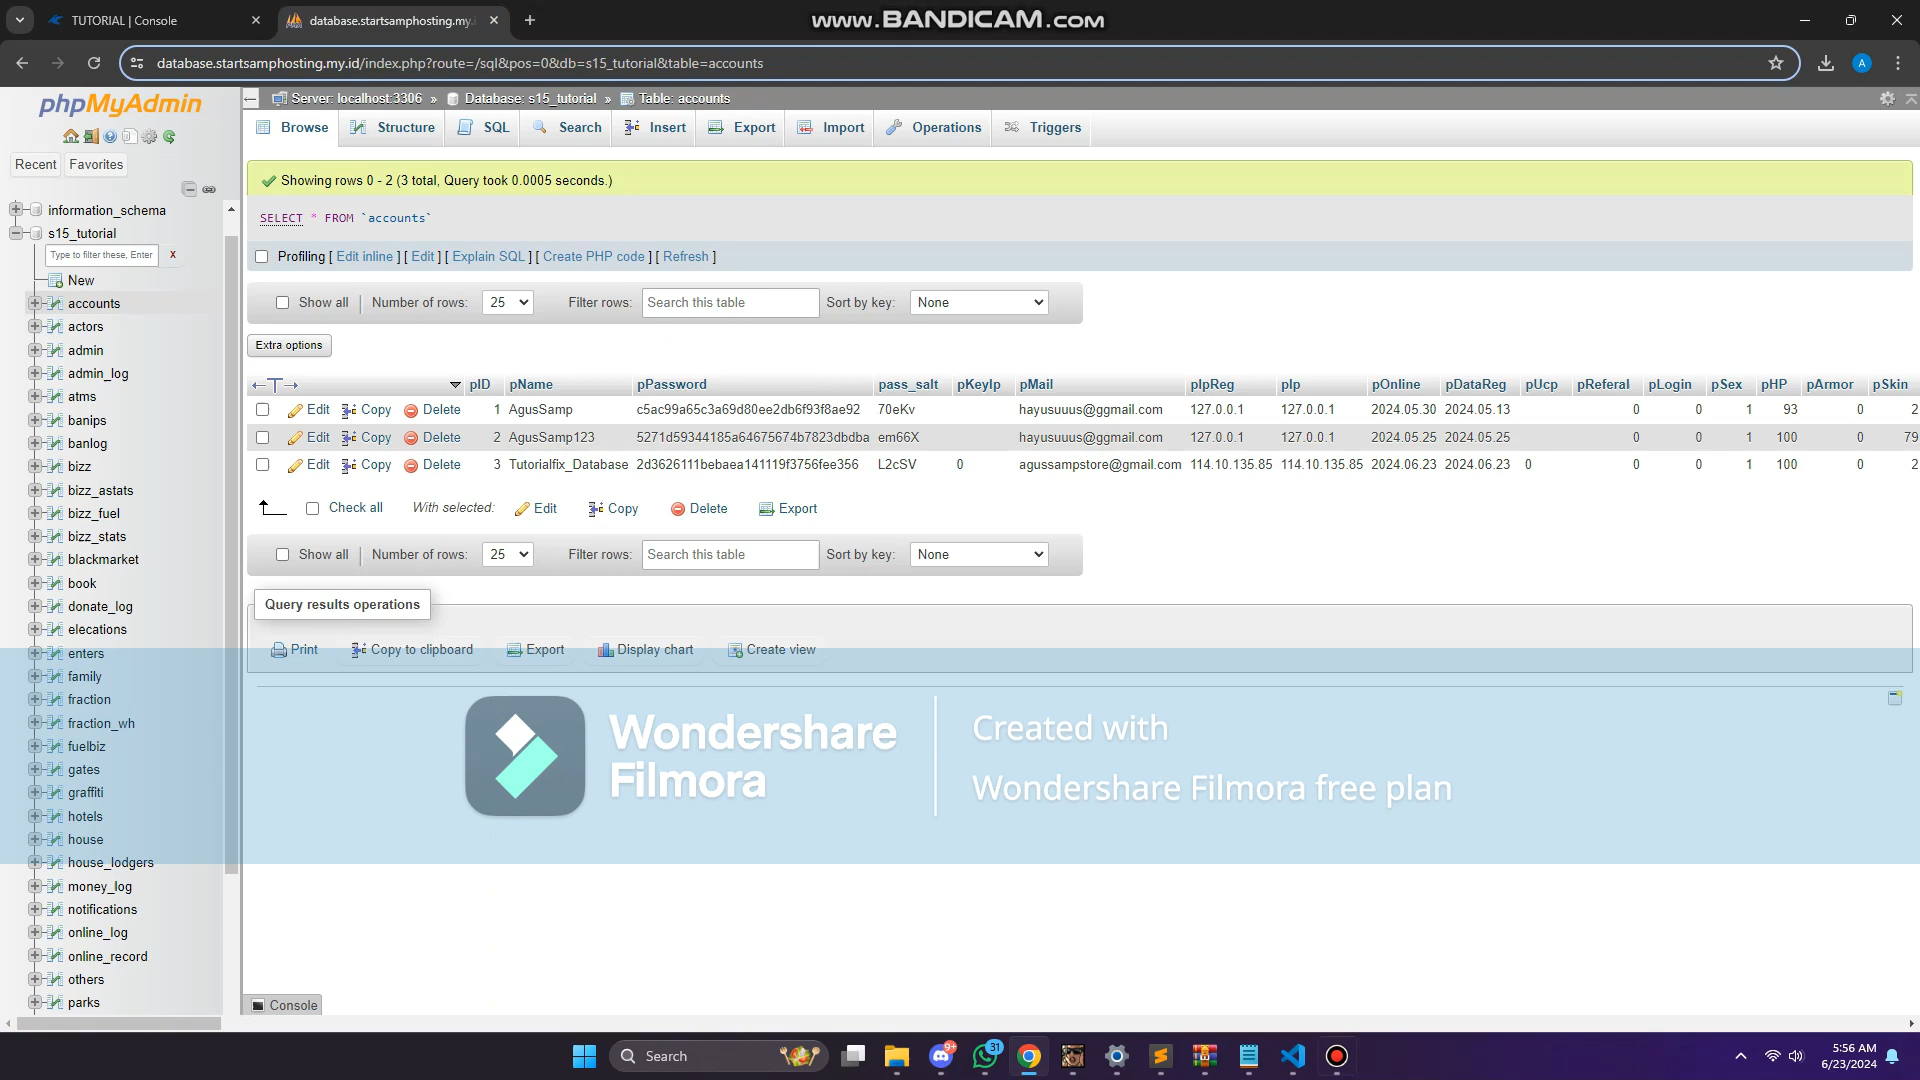 TUTORIAL | Console
database.startsamphosting.my.
www.BANDICAM.com
database.startsamphosting.my.id/index.php?route=/sql&pos=0&db=s15_tutorial&table=accounts
A
phpMyAdmin
Recent
Favorites
information_schema
s15_tutorial
Type to filter these, Enter
X
New
accounts
actors
admin
admin_log
atms
banips
banlog
bizz
bizz_astats
bizz_fuel
bizz_stats
blackmarket
book
donate_log
elecations
enters
family
fraction
fraction_wh
fuelbiz
gates
graffiti
hotels
house
house_lodgers
money_log
notifications
online_log
online_record
others
parks
Server: localhost:3306 » Database: s15_tutorial » Table: accounts
Browse Structure SQL Search Insert Export Import Operations Triggers
Showing rows 0 - 2 (3 total, Query took 0.0005 seconds.)
SELECT * FROM `accounts`
Profiling [ Edit inline ] [ Edit ] [ Explain SQL ] [ Create PHP code ] [ Refresh ]
Show all | Number of rows: 25 Filter rows: Search this table Sort by key: None
Extra options
←T→ pID pName pPassword pass_salt pKeyIp pMail pIpReg pIp pOnline pDataReg pUcp pReferal pLogin pSex pHP pArmor pSkin
Edit Copy Delete 1 AgusSamp c5ac99a65c3a69d80ee2db6f93f8ae92 70eKv hayusuuus@ggmail.com 127.0.0.1 127.0.0.1 2024.05.30 2024.05.13 0 0 1 93 0 2
Edit Copy Delete 2 AgusSamp123 5271d59344185a64675674b7823dbdba em66X hayusuuus@ggmail.com 127.0.0.1 127.0.0.1 2024.05.25 2024.05.25 0 0 1 100 0 79
Edit Copy Delete 3 Tutorialfix_Database 2d3626111bebaea141119f3756fee356 L2cSV 0 agussampstore@gmail.com 114.10.135.85 114.10.135.85 2024.06.23 2024.06.23 0 0 0 1 100 0 2
Check all With selected: Edit Copy Delete Export
Show all | Number of rows: 25 Filter rows: Search this table Sort by key: None
Query results operations
Print Copy to clipboard Export Display chart Create view
Wondershare
Filmora
Created with
Wondershare Filmora free plan
Console
Search
9+
31
5:56 AM
6/23/2024